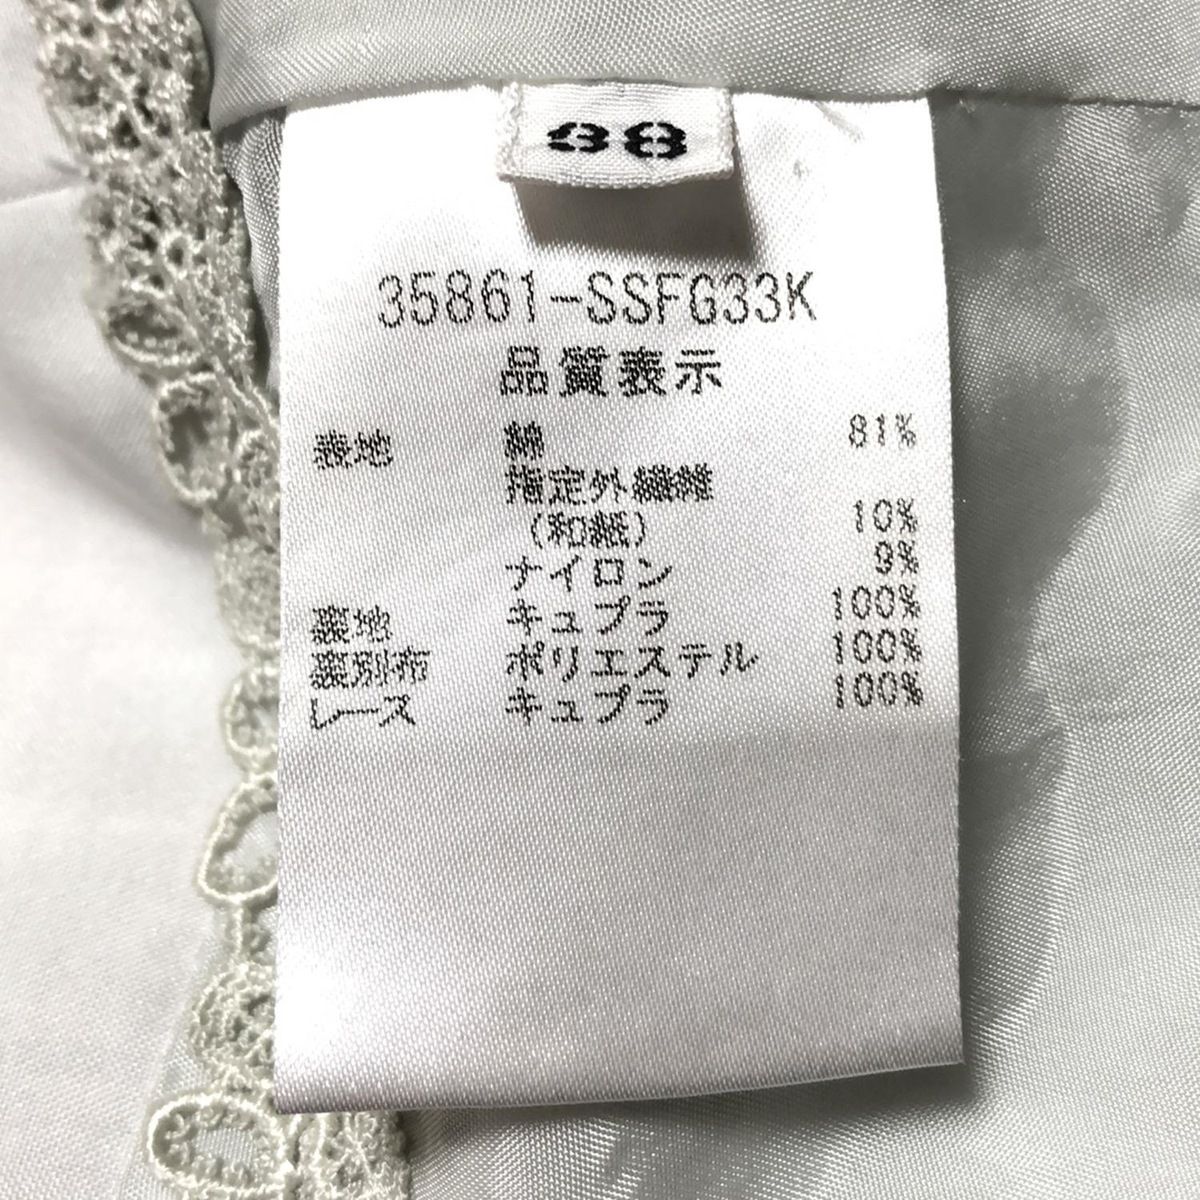 38
35861-SSFG33K
品質表示
表地 綿 81%
指定外繊維
(和紙) 10%
ナイロン 9%
裏地 キュプラ 100%
裏別布 ポリエステル 100%
レース キュプラ 100%